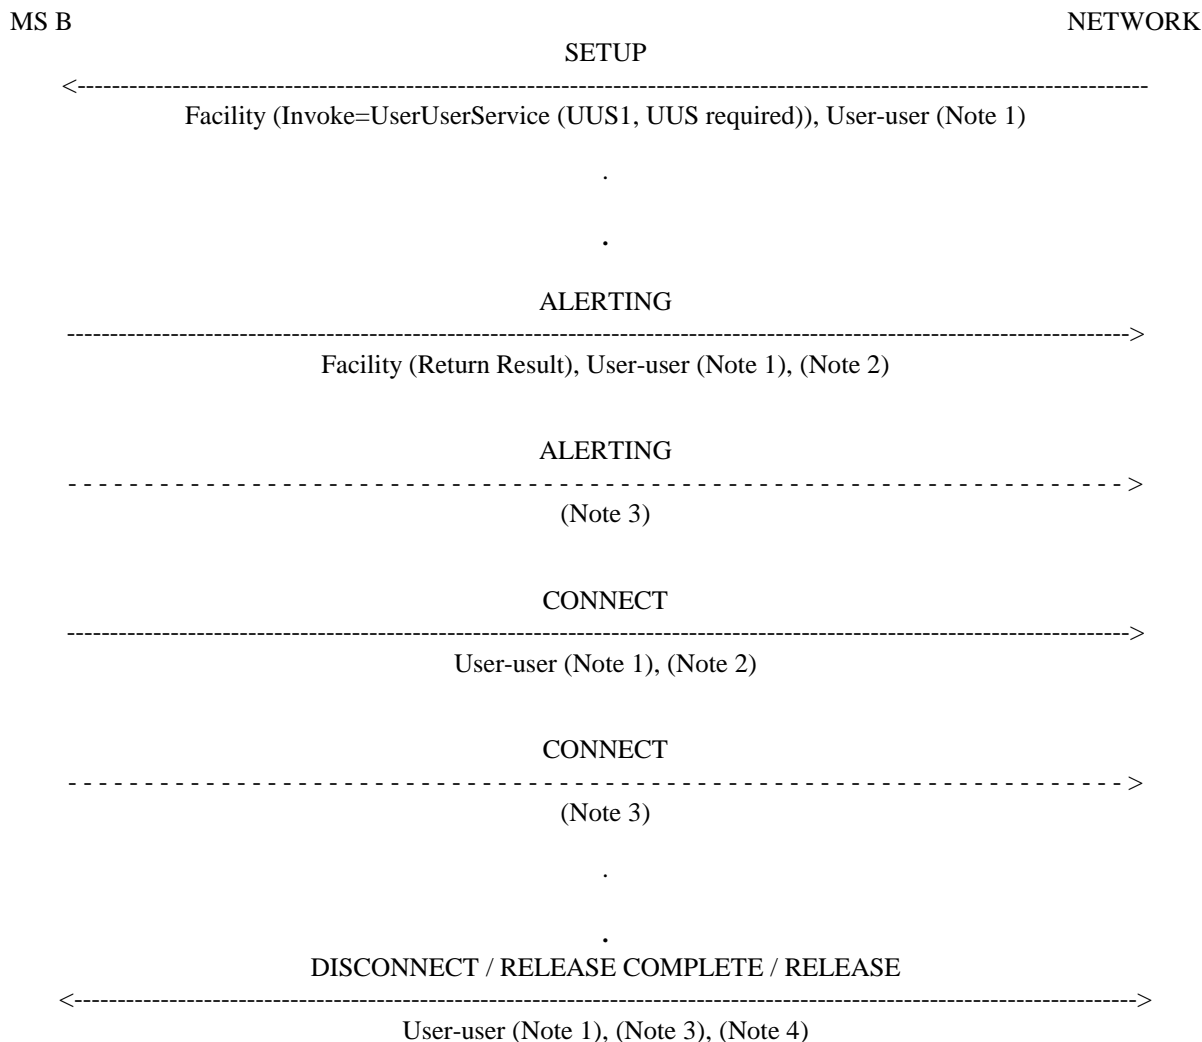 MS B NETWORK
SETUP
<----------------------------------------------------------------------------------------------------------------------------
Facility (Invoke=UserUserService (UUS1, UUS required)), User-user (Note 1)
.
.
ALERTING
---------------------------------------------------------------------------------------------------------------------------->
Facility (Return Result), User-user (Note 1), (Note 2)
ALERTING
- - - - - - - - - - - - - - - - - - - - - - - - - - - - - - - - - - - - - - - - - - - - - - - - - - - - - - - - - - - - - - - - - - - - - >
(Note 3)
CONNECT
---------------------------------------------------------------------------------------------------------------------------->
User-user (Note 1), (Note 2)
CONNECT
- - - - - - - - - - - - - - - - - - - - - - - - - - - - - - - - - - - - - - - - - - - - - - - - - - - - - - - - - - - - - - - - - - - - - >
(Note 3)
.
.
DISCONNECT / RELEASE COMPLETE / RELEASE
<---------------------------------------------------------------------------------------------------------------------------->
User-user (Note 1), (Note 3), (Note 4)